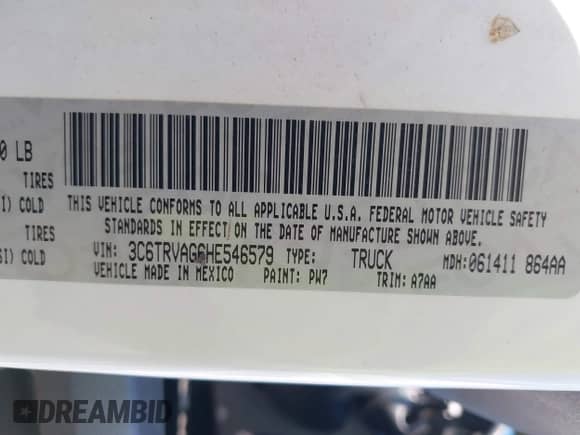 0 LB
TIRES
I) COLD
TIRES
SI) COLD
THIS VEHICLE CONFORMS TO ALL APPLICABLE U.S.A. FEDERAL MOTOR VEHICLE SAFETY
STANDARDS IN EFFECT ON THE DATE OF MANUFACTURE SHOWN ABOVE.
VIN: 3C6TRVAG6HE546579 TYPE: TRUCK MDH:061411 864AA
VEHICLE MADE IN MEXICO PAINT: PW7 TRIM: A7AA
DREAMBID